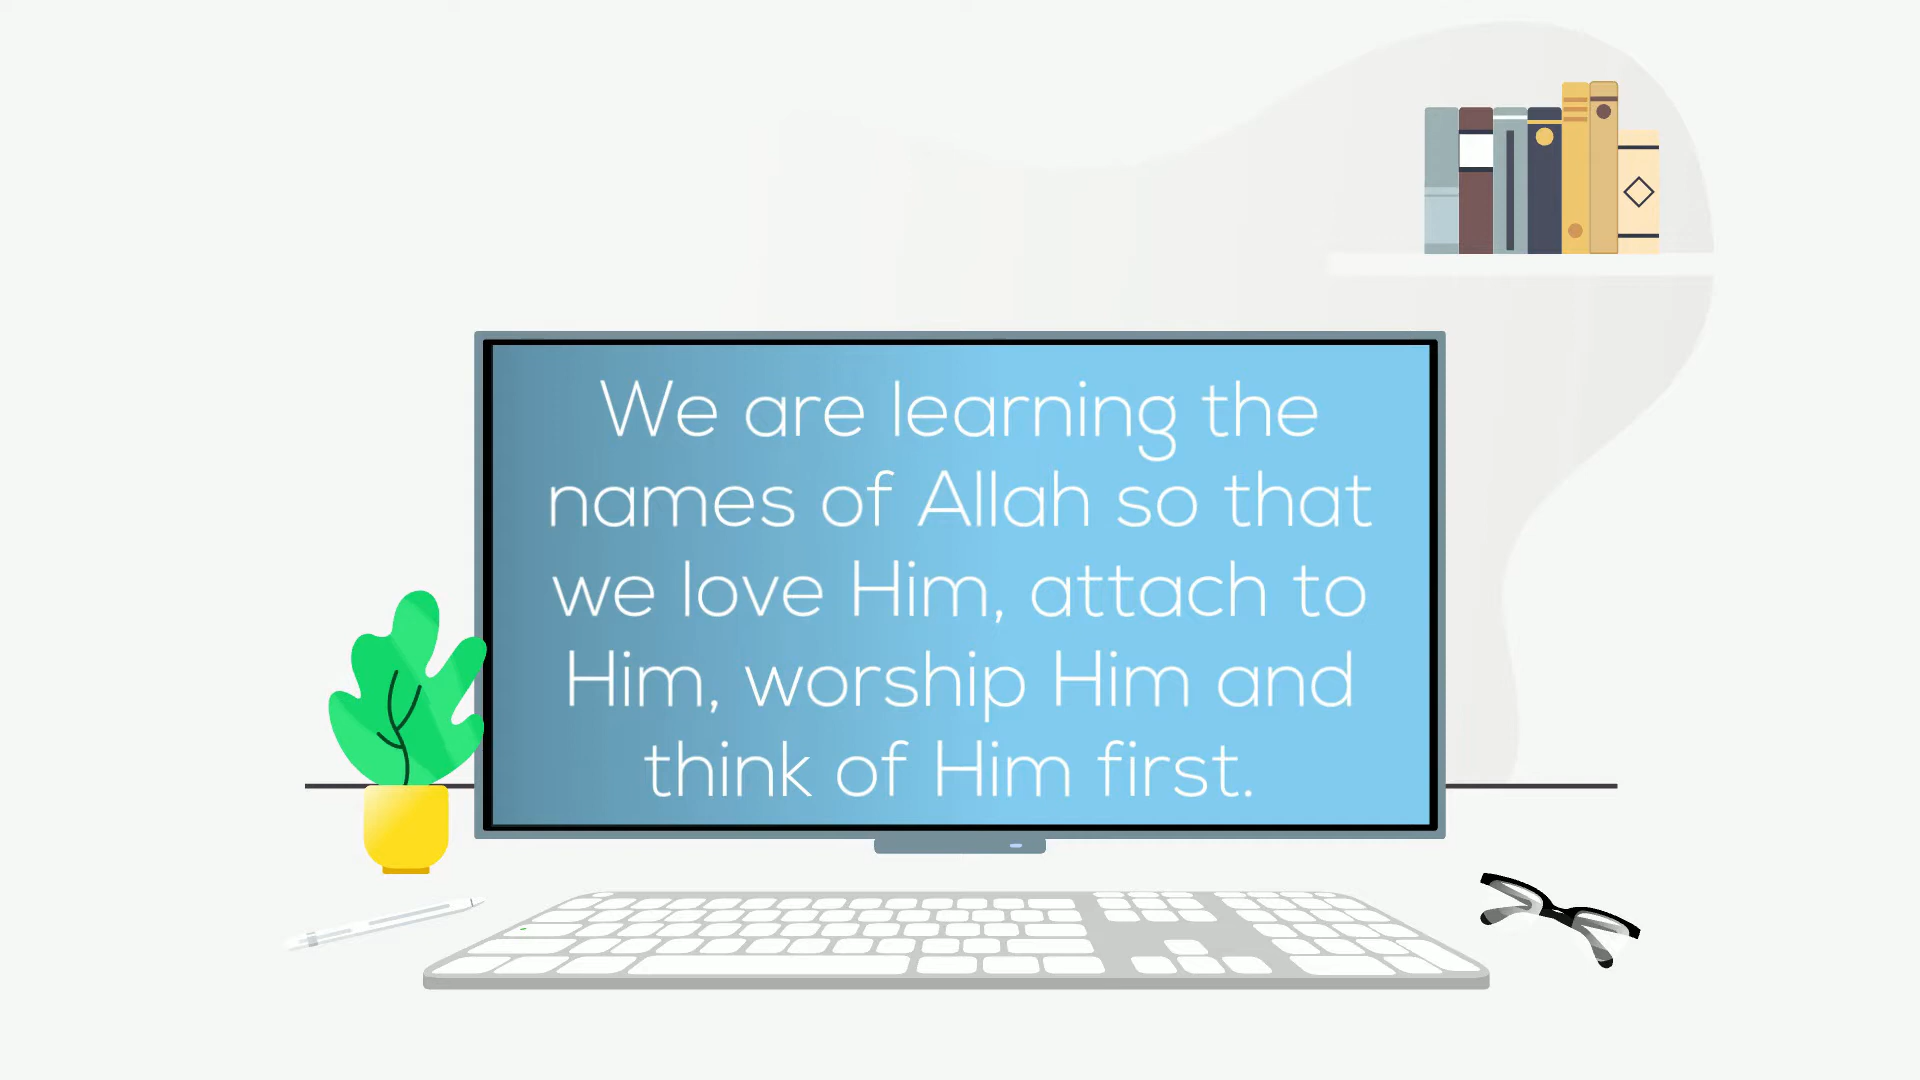 We are learning the
names of Allah so that
we love Him, attach to
Him, worship Him and
think of Him first.